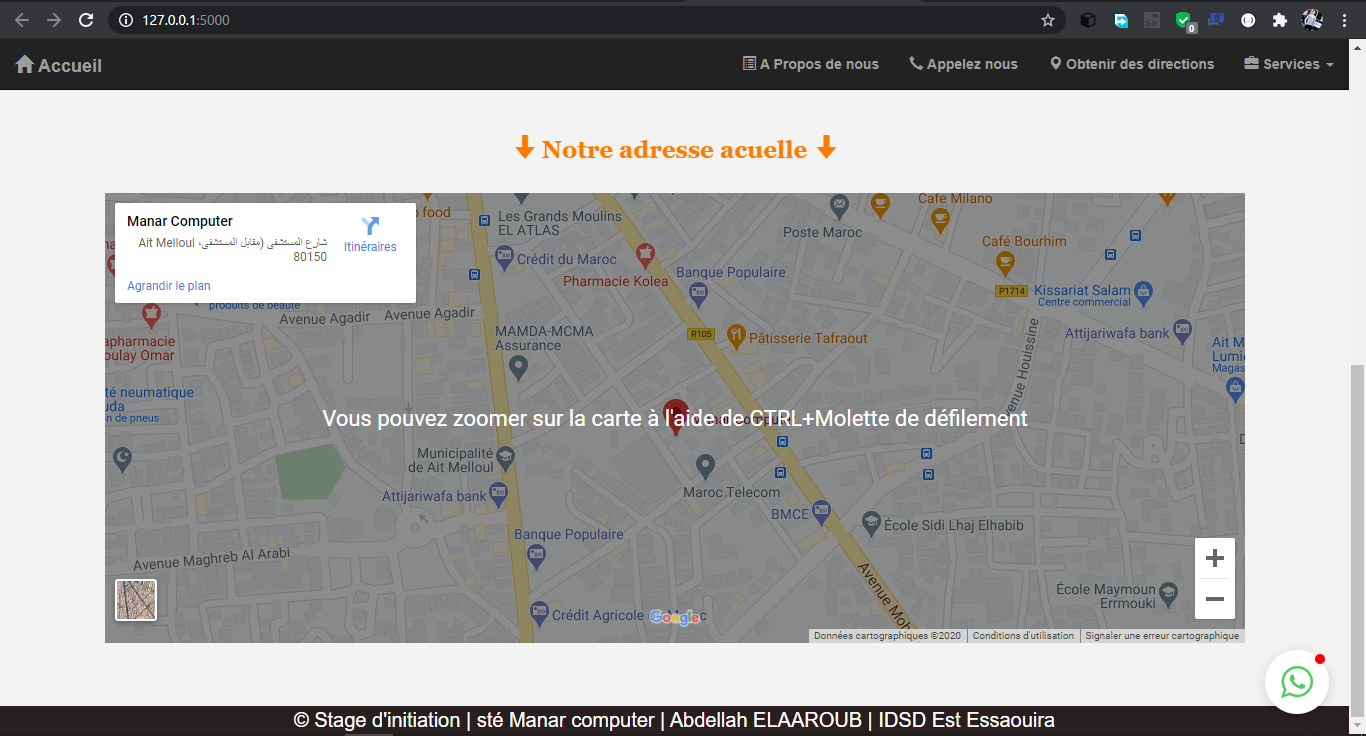 127.0.0.1:5000
0
Accueil
A Propos de nous
Appelez nous
Obtenir des directions
Services
Notre adresse acuelle
Manar Computer
شارع المستشفى (مقابل المستشفى، Ait Melloul
80150
Itinéraires
Agrandir le plan
food
Les Grands Moulins
EL ATLAS
Crédit du Maroc
Pharmacie Kolea
Banque Populaire
Poste Maroc
Cafe Milano
Café Bourhim
P1714
Kissariat Salam
Centre commercial
Attijariwafa bank
produits de beauté
Avenue Agadir
Avenue Agadir
MAMDA-MCMA
Assurance
R105
Pâtisserie Tafraout
Avenue Houissine
Ait M
Lumi
Magas
apharmacie
oulay Omar
té neumatique
uda
n de pneus
Vous pouvez zoomer sur la carte à l'aide de CTRL+Molette de défilement
Municipalité
de Ait Melloul
Attijariwafa bank
Maroc Telecom
BMCE
École Sidi Lhaj Elhabib
Banque Populaire
Avenue Maghreb Al Arabi
Avenue Moh
École Maymoun
Errmouki
Crédit Agricole
Google
Données cartographiques ©2020
Conditions d'utilisation
Signaler une erreur cartographique
© Stage d'initiation | sté Manar computer | Abdellah ELAAROUB | IDSD Est Essaouira